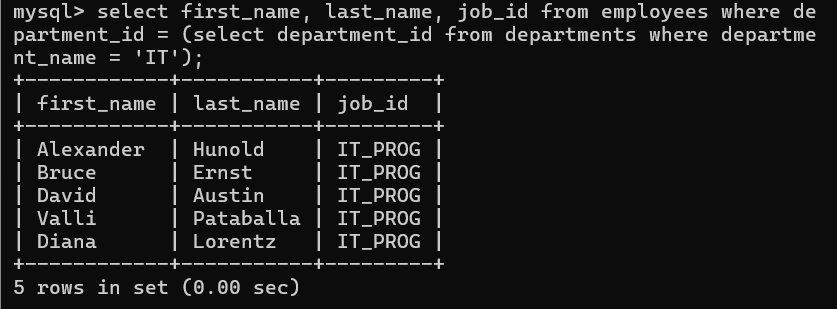 mysql> select first_name, last_name, job_id from employees where de
partment_id = (select department_id from departments where departme
nt_name = 'IT');
+------------+-----------+---------+
| first_name | last_name | job_id  |
+------------+-----------+---------+
| Alexander  | Hunold    | IT_PROG |
| Bruce      | Ernst     | IT_PROG |
| David      | Austin    | IT_PROG |
| Valli      | Pataballa | IT_PROG |
| Diana      | Lorentz   | IT_PROG |
+------------+-----------+---------+
5 rows in set (0.00 sec)